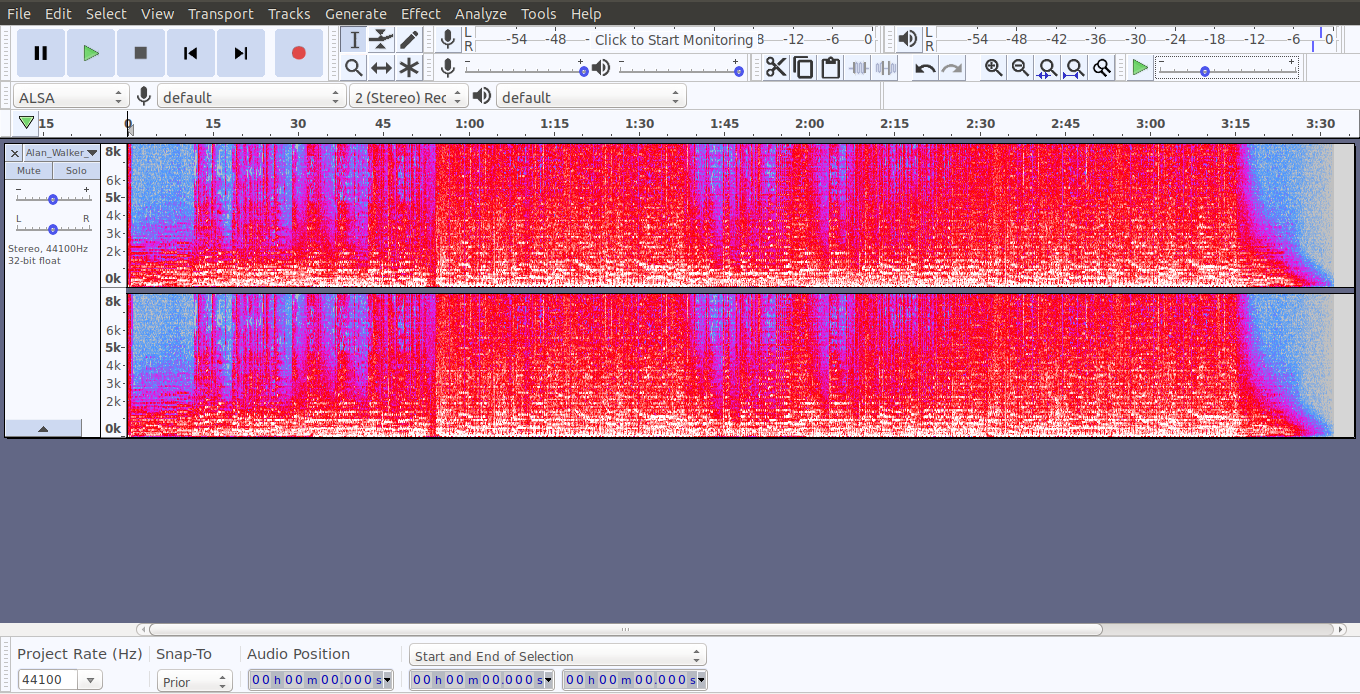 File Edit Select View Transport Tracks Generate Effect Analyze Tools Help
L
R
-54 -48 - Click to Start Monitoring 8 -12 -6 0
L
R
-54 -48 -42 -36 -30 -24 -18 -12 -6 0
- +
- +
- +
ALSA default 2 (Stereo) Rec default
15 0 15 30 45 1:00 1:15 1:30 1:45 2:00 2:15 2:30 2:45 3:00 3:15 3:30
Alan_Walker_
Mute Solo
- +
L R
Stereo, 44100Hz
32-bit float
8k
6k
5k
4k
3k
2k
0k
8k
6k
5k
4k
3k
2k
0k
Project Rate (Hz) Snap-To Audio Position Start and End of Selection
44100 Prior 00 h 00 m 00.000 s 00 h 00 m 00.000 s 00 h 00 m 00.000 s